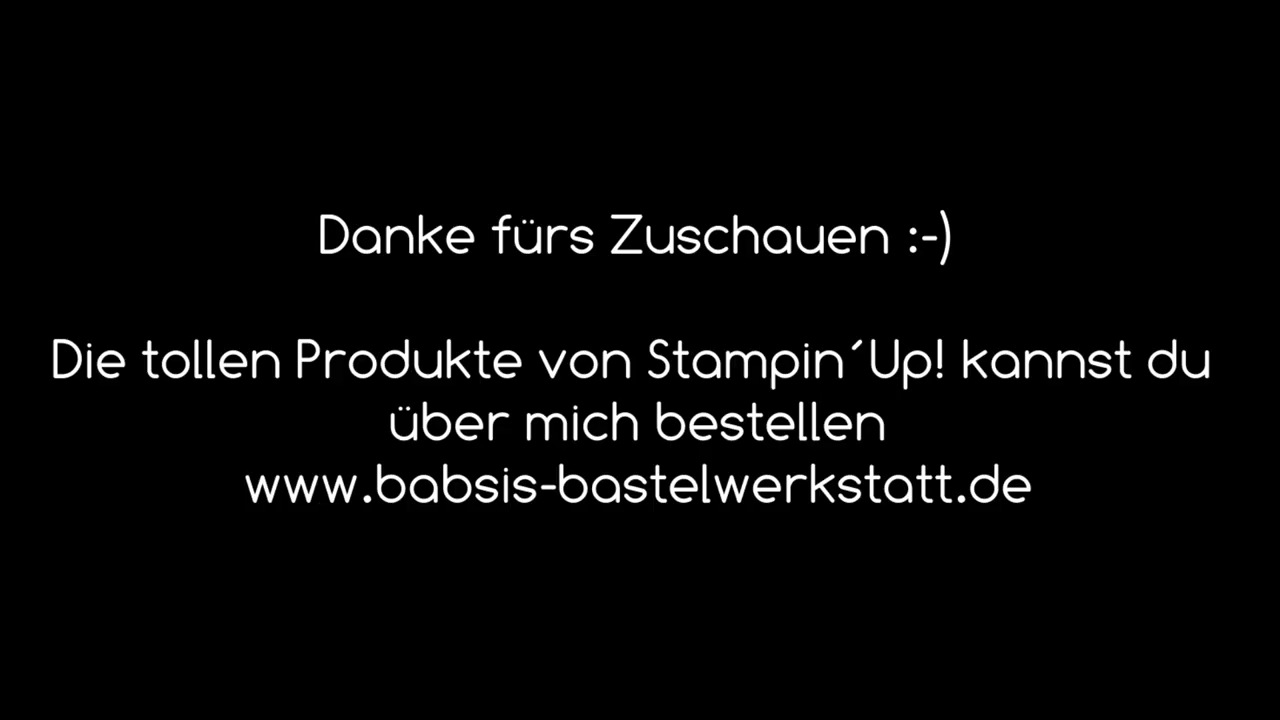 Danke fürs Zuschauen :-)
Die tollen Produkte von Stampin´Up! kannst du
über mich bestellen
www.babsis-bastelwerkstatt.de